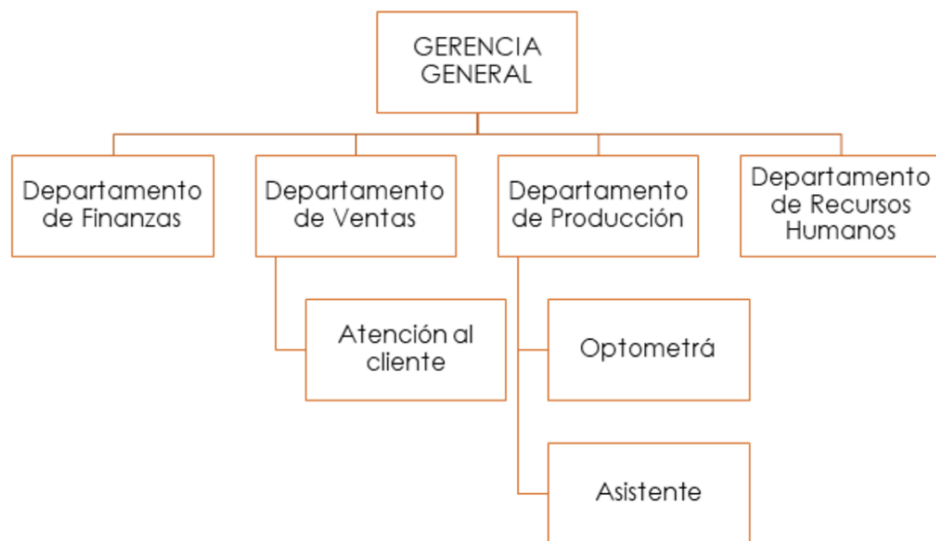 GERENCIA
GENERAL
Departamento
de Finanzas
Departamento
de Ventas
Departamento
de Producción
Departamento
de Recursos
Humanos
Atención al
cliente
Optometrá
Asistente